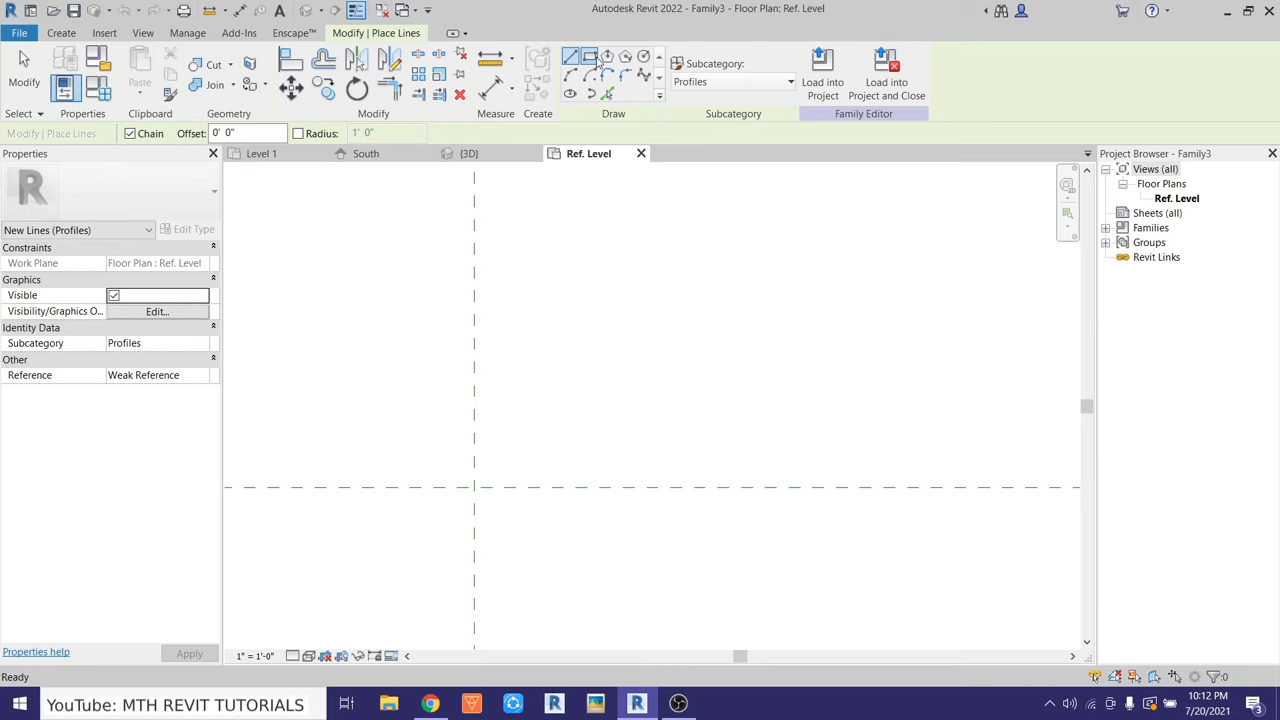 Autodesk Revit 2022 - Family3 - Floor Plan: Ref. Level
File Create Insert View Manage Add-Ins Enscape™ Modify | Place Lines
Modify
Cut
Join
Paste
Subcategory:
Profiles
Load into
Project
Load into
Project and Close
Select Properties Clipboard Geometry Modify Measure Create Draw Subcategory Family Editor
Modify | Place Lines Chain Offset: 0' 0" Radius: 1' 0"
Properties
Level 1 South {3D} Ref. Level
Project Browser - Family3
R
New Lines (Profiles) Edit Type
Constraints
Work Plane Floor Plan : Ref. Level
Graphics
Visible
Visibility/Graphics O... Edit...
Identity Data
Subcategory Profiles
Other
Reference Weak Reference
Views (all)
Floor Plans
Ref. Level
Sheets (all)
Families
Groups
Revit Links
Properties help Apply
1" = 1'-0"
Ready
:0
YouTube: MTH REVIT TUTORIALS
10:12 PM
7/20/2021
3